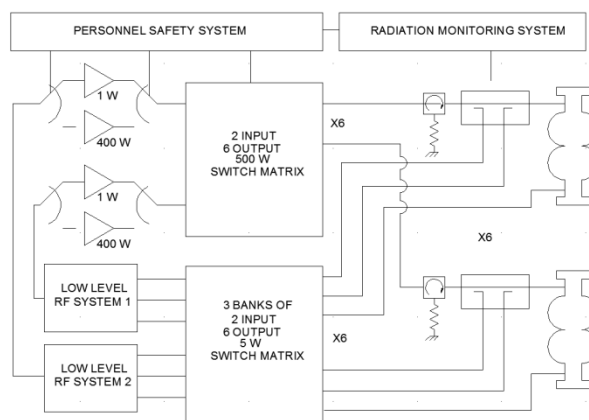 PERSONNEL SAFETY SYSTEM
RADIATION MONITORING SYSTEM
1 W
400 W
2 INPUT
6 OUTPUT
500 W
SWITCH MATRIX
X6
1 W
400 W
X6
LOW LEVEL
RF SYSTEM 1
3 BANKS OF
2 INPUT
6 OUTPUT
5 W
SWITCH MATRIX
X6
LOW LEVEL
RF SYSTEM 2